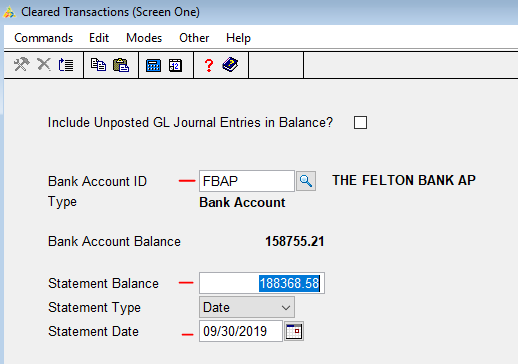 Cleared Transactions (Screen One)
Commands Edit Modes Other Help
Include Unposted GL Journal Entries in Balance?
Bank Account ID FBAP THE FELTON BANK AP
Type Bank Account
Bank Account Balance 158755.21
Statement Balance 188368.58
Statement Type Date
Statement Date 09/30/2019